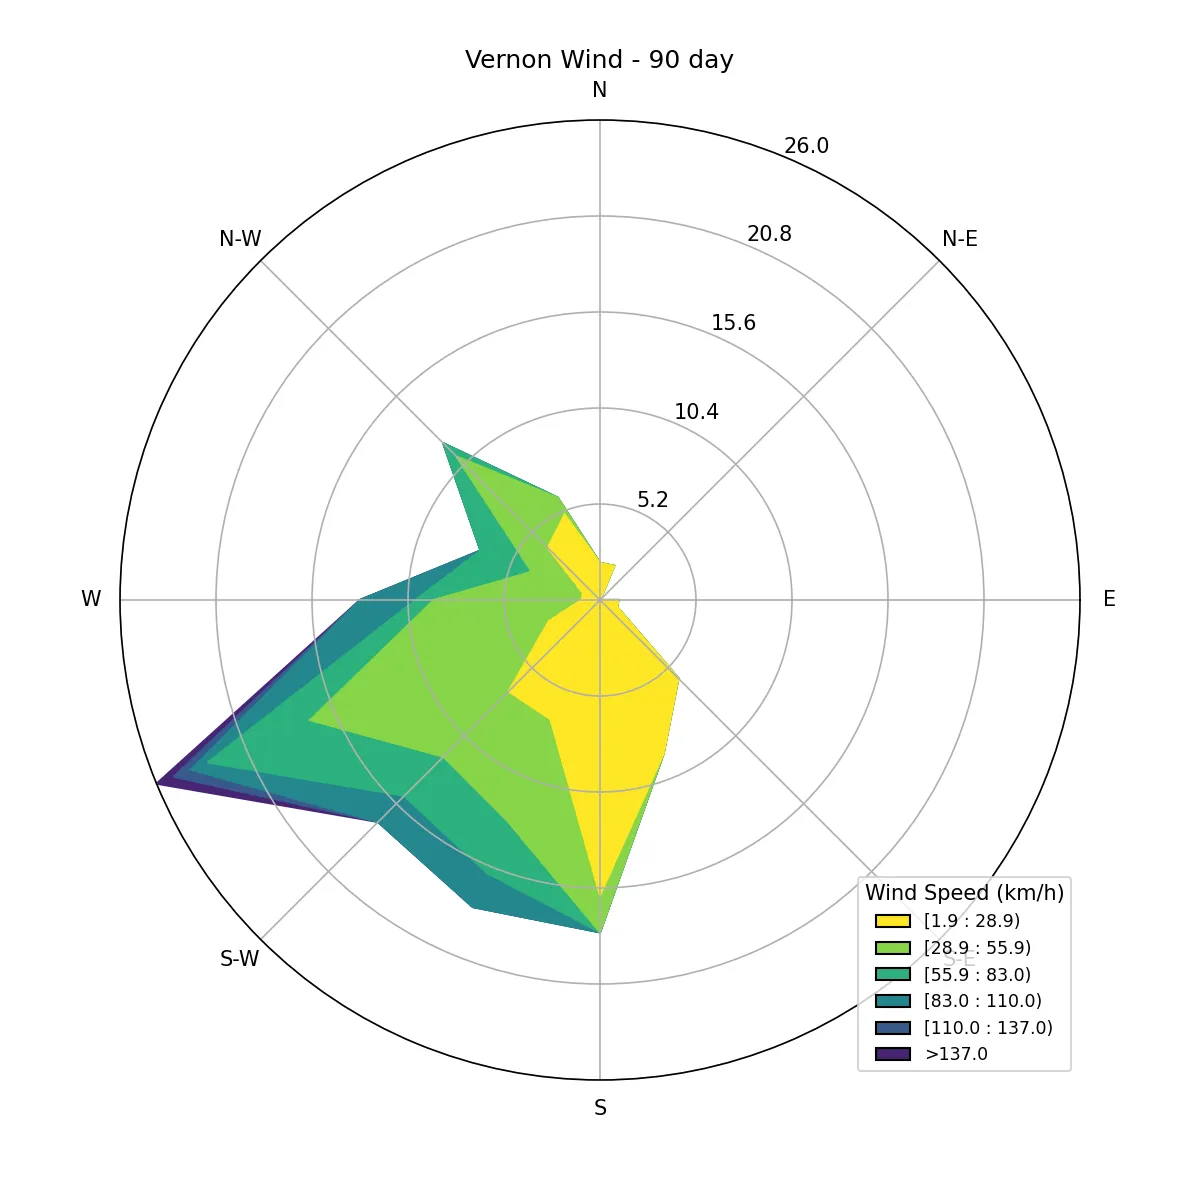 Vernon Wind - 90 day
N
26.0
N-W
20.8
N-E
15.6
10.4
5.2
W
E
Wind Speed (km/h)
[1.9 : 28.9)
[28.9 : 55.9)
S-W
S-E
[55.9 : 83.0)
[83.0 : 110.0)
[110.0 : 137.0)
>137.0
S